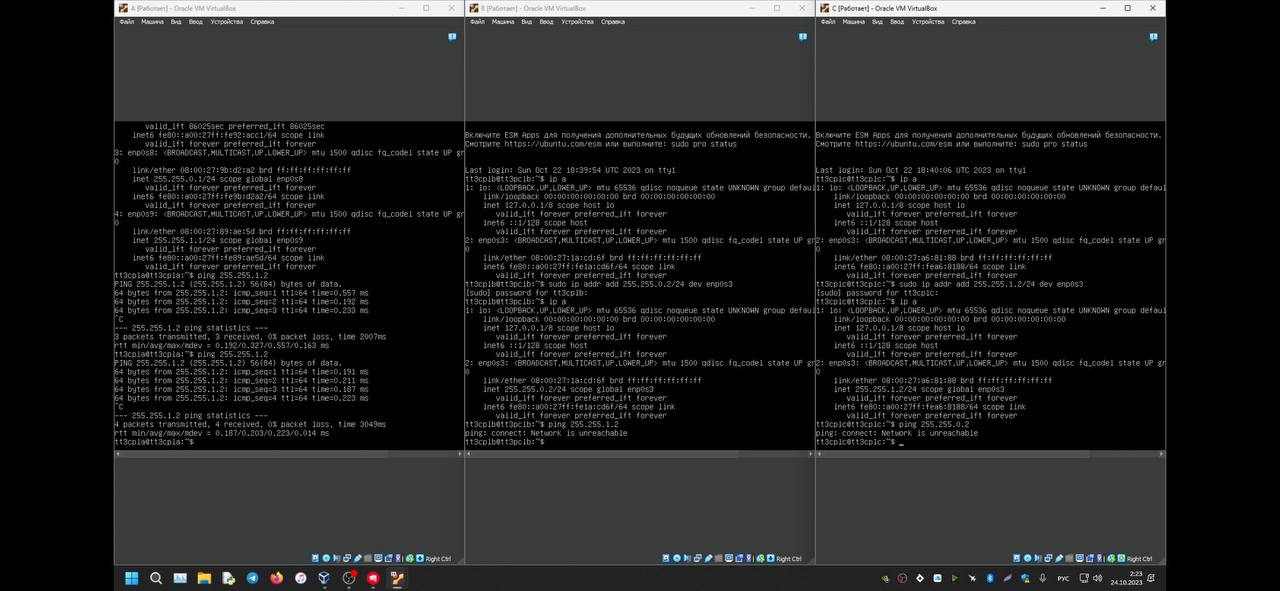 A [Работает] - Oracle VM VirtualBox
Файл Машина Вид Ввод Устройства Справка
valid_lft 86025sec preferred_lft 86025sec
inet6 fe80::a00:27ff:fe92:acc1/64 scope link
valid_lft forever preferred_lft forever
3: enp0s8: <BROADCAST,MULTICAST,UP,LOWER_UP> mtu 1500 qdisc fq_codel state UP gr
0
link/ether 08:00:27:9b:d2:a2 brd ff:ff:ff:ff:ff:ff
inet 255.255.0.1/24 scope global enp0s8
valid_lft forever preferred_lft forever
inet6 fe80::a00:27ff:fe9b:d2a2/64 scope link
valid_lft forever preferred_lft forever
4: enp0s9: <BROADCAST,MULTICAST,UP,LOWER_UP> mtu 1500 qdisc fq_codel state UP gr
0
link/ether 08:00:27:89:ae:5d brd ff:ff:ff:ff:ff:ff
inet 255.255.1.1/24 scope global enp0s9
valid_lft forever preferred_lft forever
inet6 fe80::a00:27ff:fe89:ae5d/64 scope link
valid_lft forever preferred_lft forever
tt3cpla@tt3cpla:~$ ping 255.255.1.2
PING 255.255.1.2 (255.255.1.2) 56(84) bytes of data.
64 bytes from 255.255.1.2: icmp_seq=1 ttl=64 time=0.557 ms
64 bytes from 255.255.1.2: icmp_seq=2 ttl=64 time=0.192 ms
64 bytes from 255.255.1.2: icmp_seq=3 ttl=64 time=0.233 ms
^C
--- 255.255.1.2 ping statistics ---
3 packets transmitted, 3 received, 0% packet loss, time 2007ms
rtt min/avg/max/mdev = 0.192/0.327/0.557/0.163 ms
tt3cpla@tt3cpla:~$ ping 255.255.1.2
PING 255.255.1.2 (255.255.1.2) 56(84) bytes of data.
64 bytes from 255.255.1.2: icmp_seq=1 ttl=64 time=0.191 ms
64 bytes from 255.255.1.2: icmp_seq=2 ttl=64 time=0.211 ms
64 bytes from 255.255.1.2: icmp_seq=3 ttl=64 time=0.187 ms
64 bytes from 255.255.1.2: icmp_seq=4 ttl=64 time=0.223 ms
^C
--- 255.255.1.2 ping statistics ---
4 packets transmitted, 4 received, 0% packet loss, time 3049ms
rtt min/avg/max/mdev = 0.187/0.203/0.223/0.014 ms
tt3cpla@tt3cpla:~$
Right Ctrl
B [Работает] - Oracle VM VirtualBox
Файл Машина Вид Ввод Устройства Справка
Включите ESM Apps для получения дополнительных будущих обновлений безопасности.
Смотрите https://ubuntu.com/esm или выполните: sudo pro status
Last login: Sun Oct 22 18:39:54 UTC 2023 on tty1
tt3cplb@tt3cplb:~$ ip a
1: lo: <LOOPBACK,UP,LOWER_UP> mtu 65536 qdisc noqueue state UNKNOWN group defaul
link/loopback 00:00:00:00:00:00 brd 00:00:00:00:00:00
inet 127.0.0.1/8 scope host lo
valid_lft forever preferred_lft forever
inet6 ::1/128 scope host
valid_lft forever preferred_lft forever
2: enp0s3: <BROADCAST,MULTICAST,UP,LOWER_UP> mtu 1500 qdisc fq_codel state UP gr
0
link/ether 08:00:27:1a:cd:6f brd ff:ff:ff:ff:ff:ff
inet6 fe80::a00:27ff:fe1a:cd6f/64 scope link
valid_lft forever preferred_lft forever
tt3cplb@tt3cplb:~$ sudo ip addr add 255.255.0.2/24 dev enp0s3
[sudo] password for tt3cplb:
tt3cplb@tt3cplb:~$ ip a
1: lo: <LOOPBACK,UP,LOWER_UP> mtu 65536 qdisc noqueue state UNKNOWN group defaul
link/loopback 00:00:00:00:00:00 brd 00:00:00:00:00:00
inet 127.0.0.1/8 scope host lo
valid_lft forever preferred_lft forever
inet6 ::1/128 scope host
valid_lft forever preferred_lft forever
2: enp0s3: <BROADCAST,MULTICAST,UP,LOWER_UP> mtu 1500 qdisc fq_codel state UP gr
0
link/ether 08:00:27:1a:cd:6f brd ff:ff:ff:ff:ff:ff
inet 255.255.0.2/24 scope global enp0s3
valid_lft forever preferred_lft forever
inet6 fe80::a00:27ff:fe1a:cd6f/64 scope link
valid_lft forever preferred_lft forever
tt3cplb@tt3cplb:~$ ping 255.255.1.2
ping: connect: Network is unreachable
tt3cplb@tt3cplb:~$
Right Ctrl
C [Работает] - Oracle VM VirtualBox
Файл Машина Вид Ввод Устройства Справка
Включите ESM Apps для получения дополнительных будущих обновлений безопасности.
Смотрите https://ubuntu.com/esm или выполните: sudo pro status
Last login: Sun Oct 22 18:40:06 UTC 2023 on tty1
tt3cplc@tt3cplc:~$ ip a
1: lo: <LOOPBACK,UP,LOWER_UP> mtu 65536 qdisc noqueue state UNKNOWN group defaul
link/loopback 00:00:00:00:00:00 brd 00:00:00:00:00:00
inet 127.0.0.1/8 scope host lo
valid_lft forever preferred_lft forever
inet6 ::1/128 scope host
valid_lft forever preferred_lft forever
2: enp0s3: <BROADCAST,MULTICAST,UP,LOWER_UP> mtu 1500 qdisc fq_codel state UP gr
0
link/ether 08:00:27:a6:81:88 brd ff:ff:ff:ff:ff:ff
inet6 fe80::a00:27ff:fea6:8188/64 scope link
valid_lft forever preferred_lft forever
tt3cplc@tt3cplc:~$ sudo ip addr add 255.255.1.2/24 dev enp0s3
[sudo] password for tt3cplc:
tt3cplc@tt3cplc:~$ ip a
1: lo: <LOOPBACK,UP,LOWER_UP> mtu 65536 qdisc noqueue state UNKNOWN group defaul
link/loopback 00:00:00:00:00:00 brd 00:00:00:00:00:00
inet 127.0.0.1/8 scope host lo
valid_lft forever preferred_lft forever
inet6 ::1/128 scope host
valid_lft forever preferred_lft forever
2: enp0s3: <BROADCAST,MULTICAST,UP,LOWER_UP> mtu 1500 qdisc fq_codel state UP gr
0
link/ether 08:00:27:a6:81:88 brd ff:ff:ff:ff:ff:ff
inet 255.255.1.2/24 scope global enp0s3
valid_lft forever preferred_lft forever
inet6 fe80::a00:27ff:fea6:8188/64 scope link
valid_lft forever preferred_lft forever
tt3cplc@tt3cplc:~$ ping 255.255.0.2
ping: connect: Network is unreachable
tt3cplc@tt3cplc:~$ _
Right Ctrl
РУС
2:23
24.10.2023